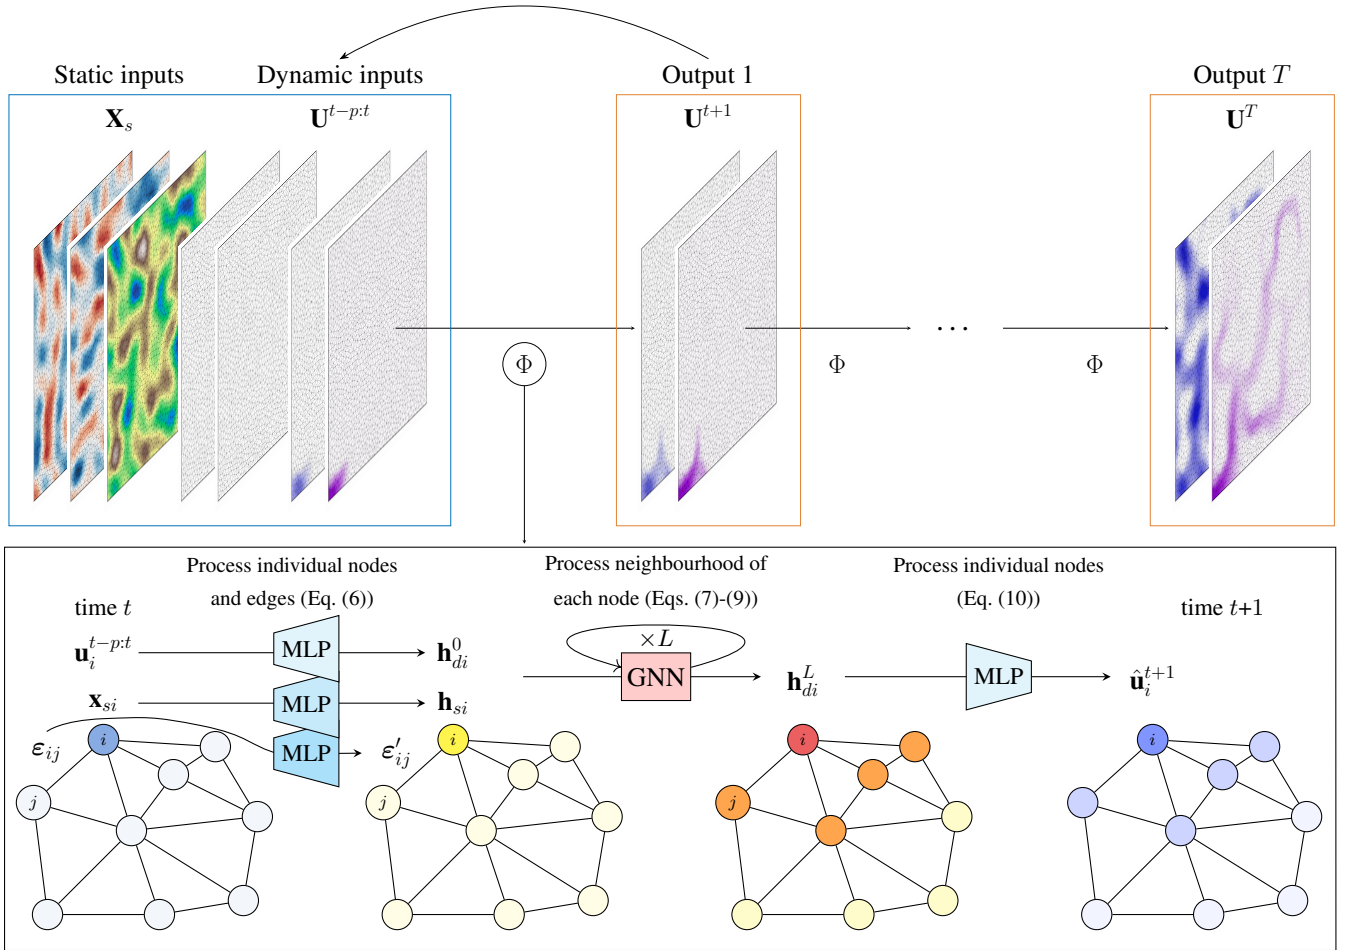 Static inputs Dynamic inputs Output 1 Output T
X_s U^{t−p:t} U^{t+1} U^T
Φ Φ Φ
...
Process individual nodes
and edges (Eq. (6))
Process neighbourhood of
each node (Eqs. (7)-(9))
Process individual nodes
(Eq. (10))
time t time t+1
u_i^{t−p:t} MLP h_{di}^0 ×L GNN h_{di}^L MLP û_i^{t+1}
x_{si} MLP h_{si}
ε_{ij} MLP ε′_{ij}
i i i i
j j j